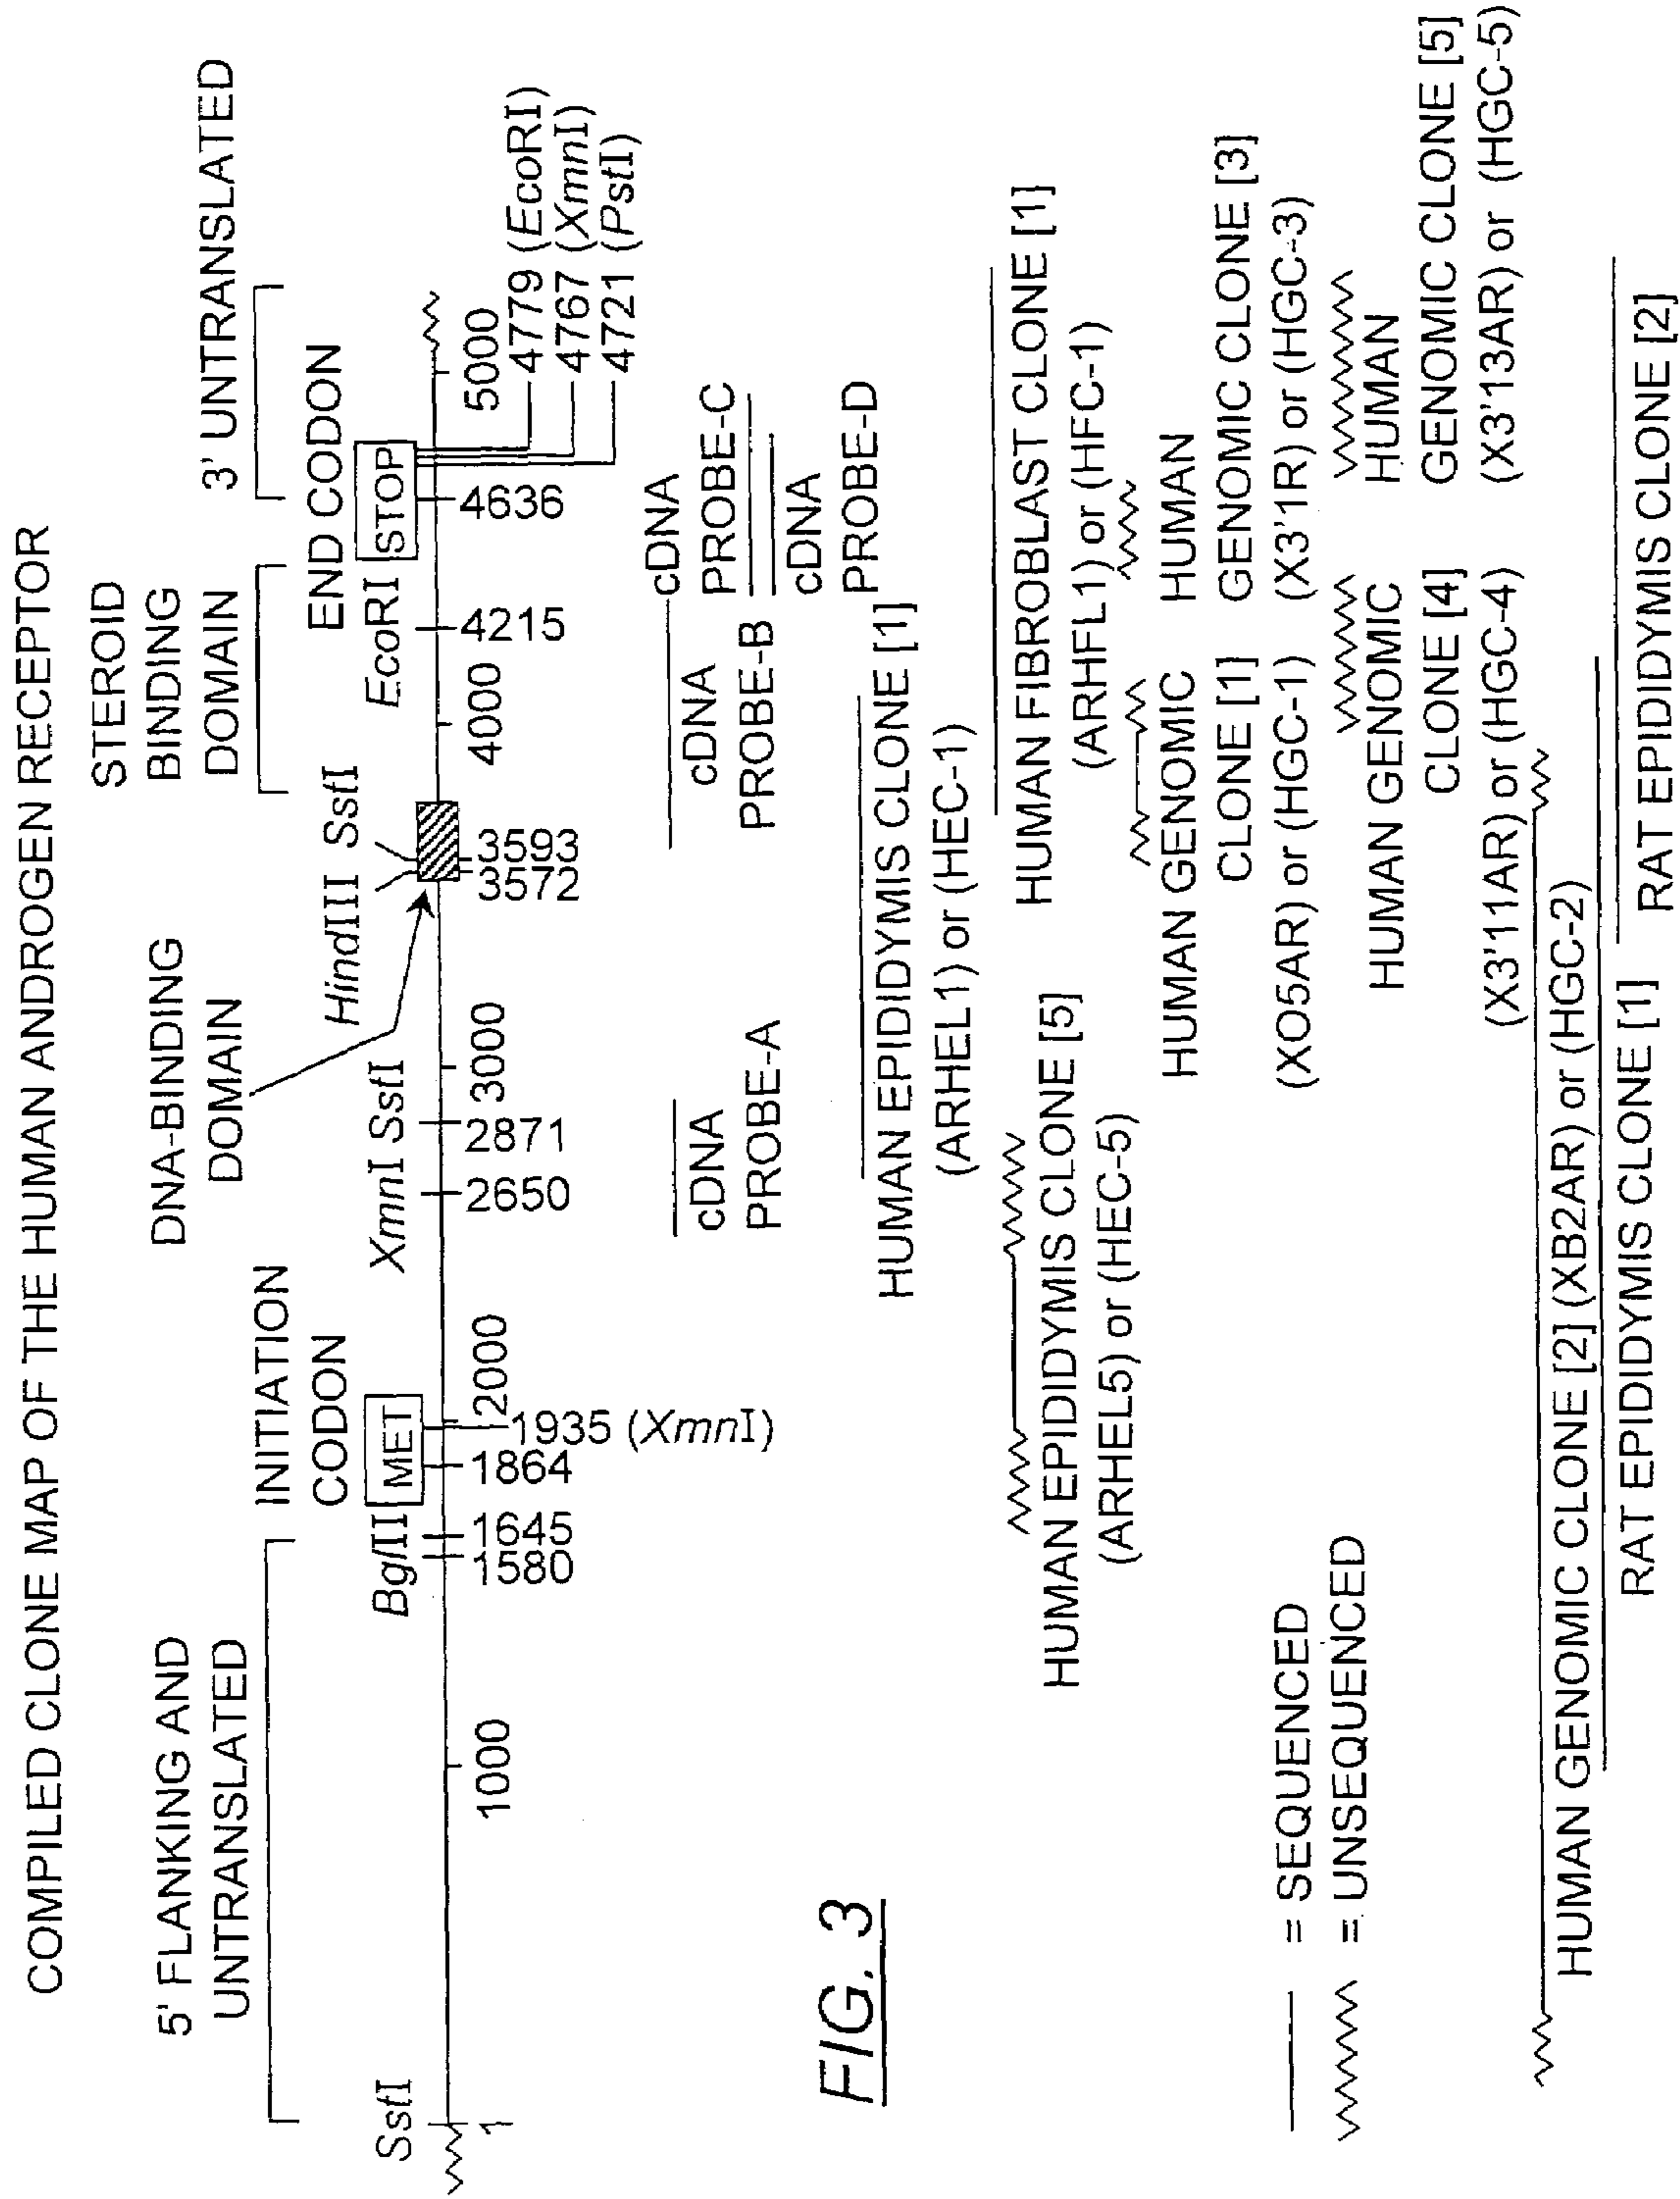 COMPILED CLONE MAP OF THE HUMAN ANDROGEN RECEPTOR
5' FLANKING AND
UNTRANSLATED
INITIATION
CODON
DNA-BINDING
DOMAIN
STEROID
BINDING
DOMAIN
3' UNTRANSLATED
END CODON
SstI
BglII
MET
XmnI
SstI
HindIII
SstI
EcoRI
STOP
1
1000
1580
1645
1864
1935 (XmnI)
2000
2650
2871
3000
3572
3593
4000
4215
4636
5000
4779 (EcoRI)
4767 (XmnI)
4721 (PstI)
cDNA
PROBE-A
cDNA
PROBE-B
cDNA
PROBE-C
cDNA
PROBE-D
FIG. 3
HUMAN EPIDIDYMIS CLONE [1]
(ARHEL1) or (HEC-1)
HUMAN EPIDIDYMIS CLONE [5]
(ARHEL5) or (HEC-5)
HUMAN FIBROBLAST CLONE [1]
(ARHFL1) or (HFC-1)
HUMAN GENOMIC
CLONE [1]
(XO5AR) or (HGC-1)
HUMAN
GENOMIC CLONE [3]
(X3'1R) or (HGC-3)
= SEQUENCED
= UNSEQUENCED
HUMAN GENOMIC
CLONE [4]
(X3'11AR) or (HGC-4)
HUMAN
GENOMIC CLONE [5]
(X3'13AR) or (HGC-5)
HUMAN GENOMIC CLONE [2] (XB2AR) or (HGC-2)
RAT EPIDIDYMIS CLONE [1]
RAT EPIDIDYMIS CLONE [2]